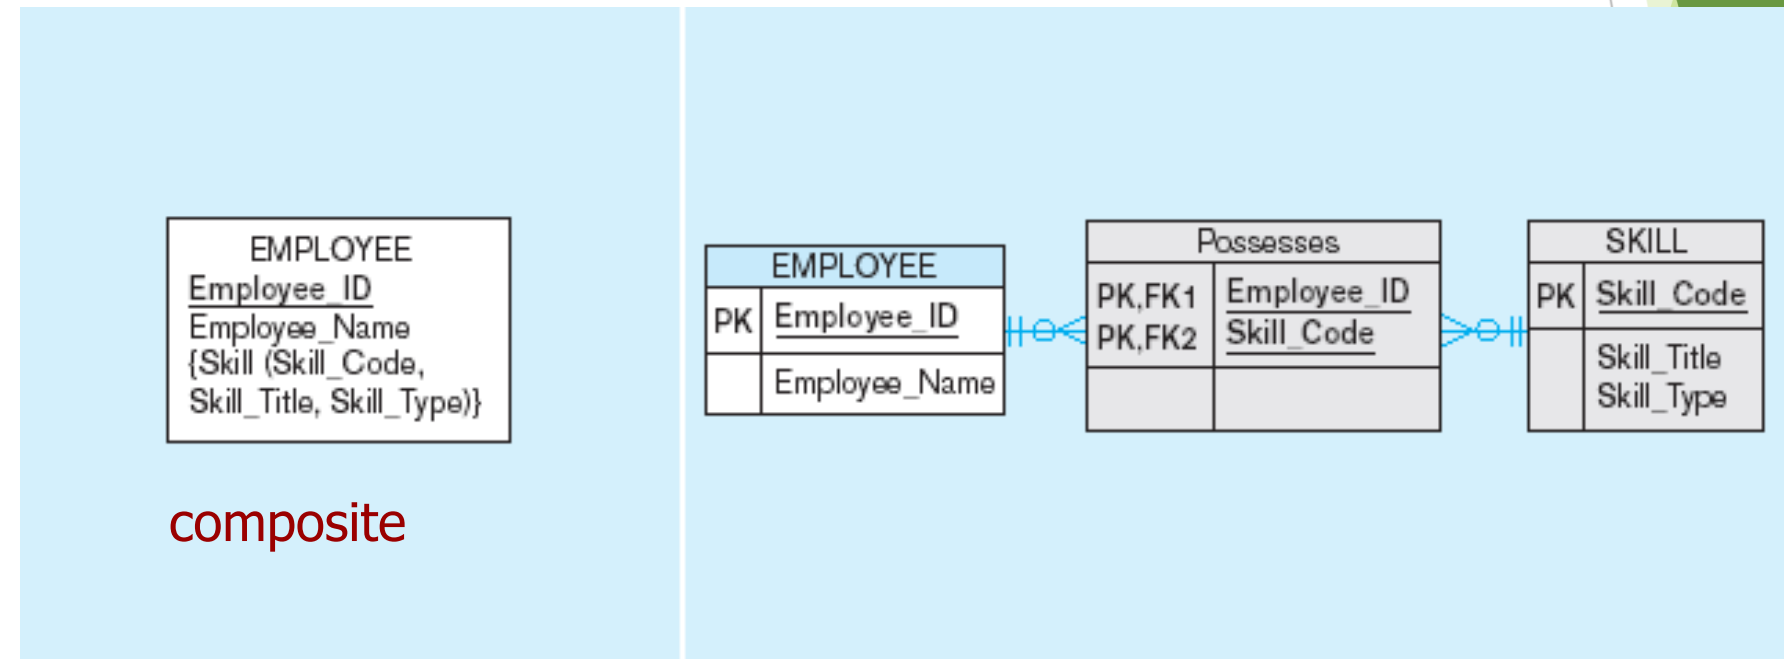 EMPLOYEE
Employee_ID
Employee_Name
{Skill (Skill_Code,
Skill_Title, Skill_Type)}
composite
EMPLOYEE
PK Employee_ID
Employee_Name
Possesses
PK,FK1 Employee_ID
PK,FK2 Skill_Code
SKILL
PK Skill_Code
Skill_Title
Skill_Type